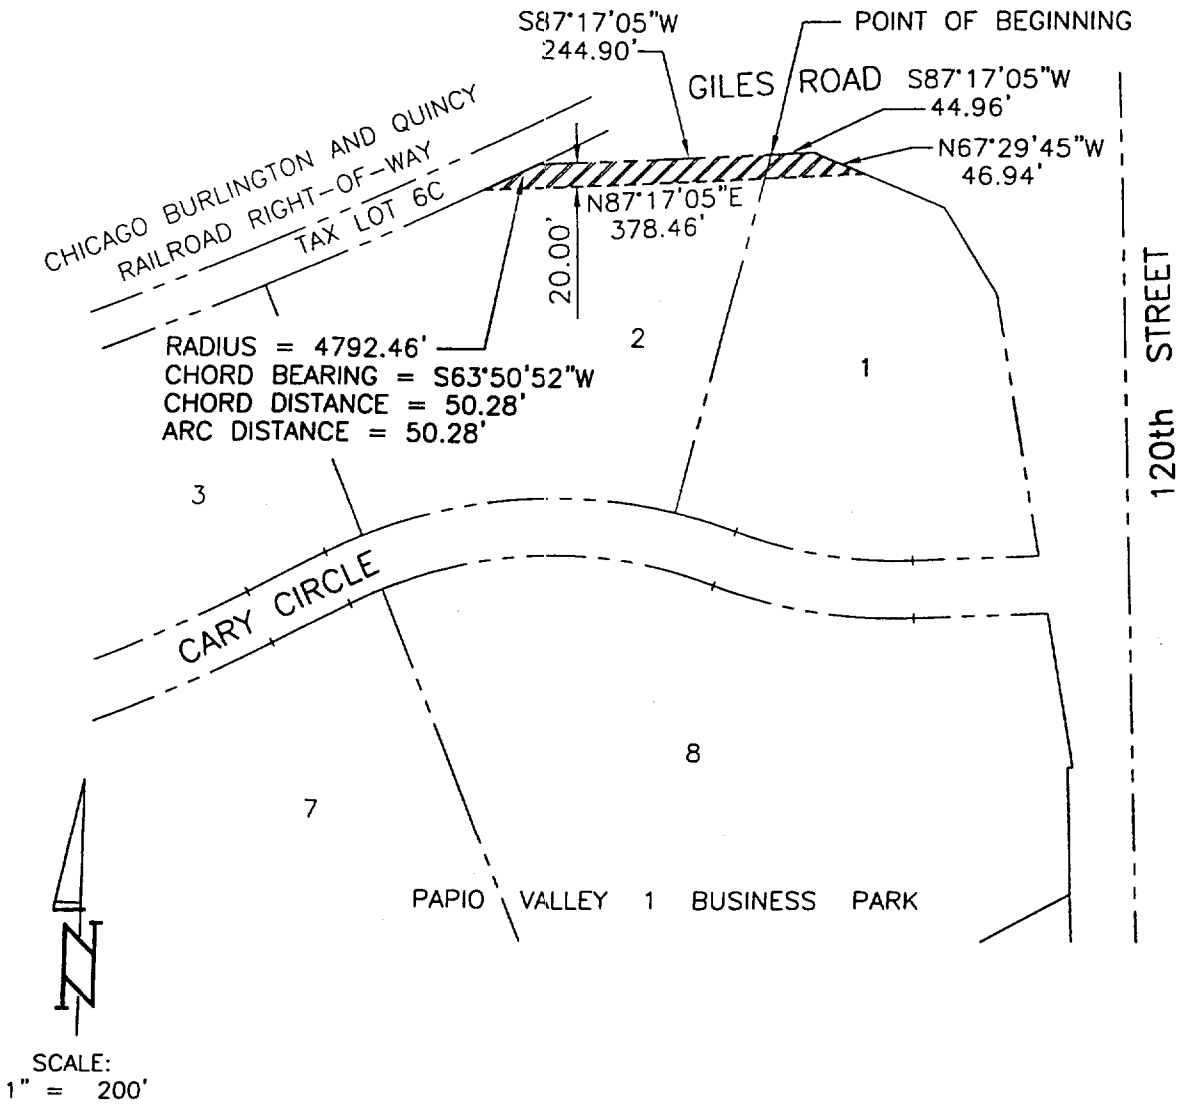 S87°17'05"W
244.90'
POINT OF BEGINNING
GILES ROAD
S87°17'05"W
44.96'
N67°29'45"W
46.94'
CHICAGO BURLINGTON AND QUINCY
RAILROAD RIGHT-OF-WAY
TAX LOT 6C
N87°17'05"E
378.46'
20.00'
RADIUS = 4792.46'
CHORD BEARING = S63°50'52"W
CHORD DISTANCE = 50.28'
ARC DISTANCE = 50.28'
2
1
120th STREET
3
CARY CIRCLE
8
7
PAPIO VALLEY 1 BUSINESS PARK
N
SCALE:
1" = 200'